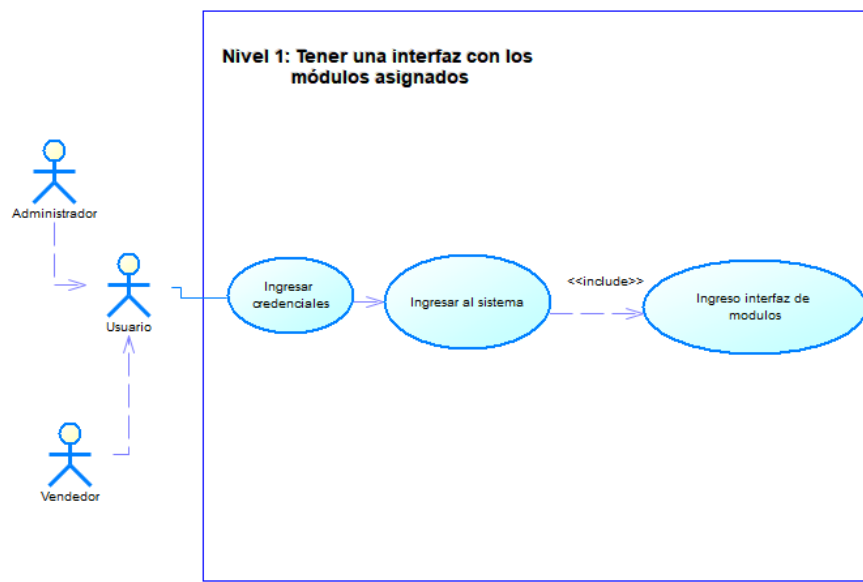 Nivel 1: Tener una interfaz con los
módulos asignados
Administrador
Usuario
Vendedor
Ingresar
credenciales
Ingresar al sistema
<<include>>
Ingreso interfaz de
modulos